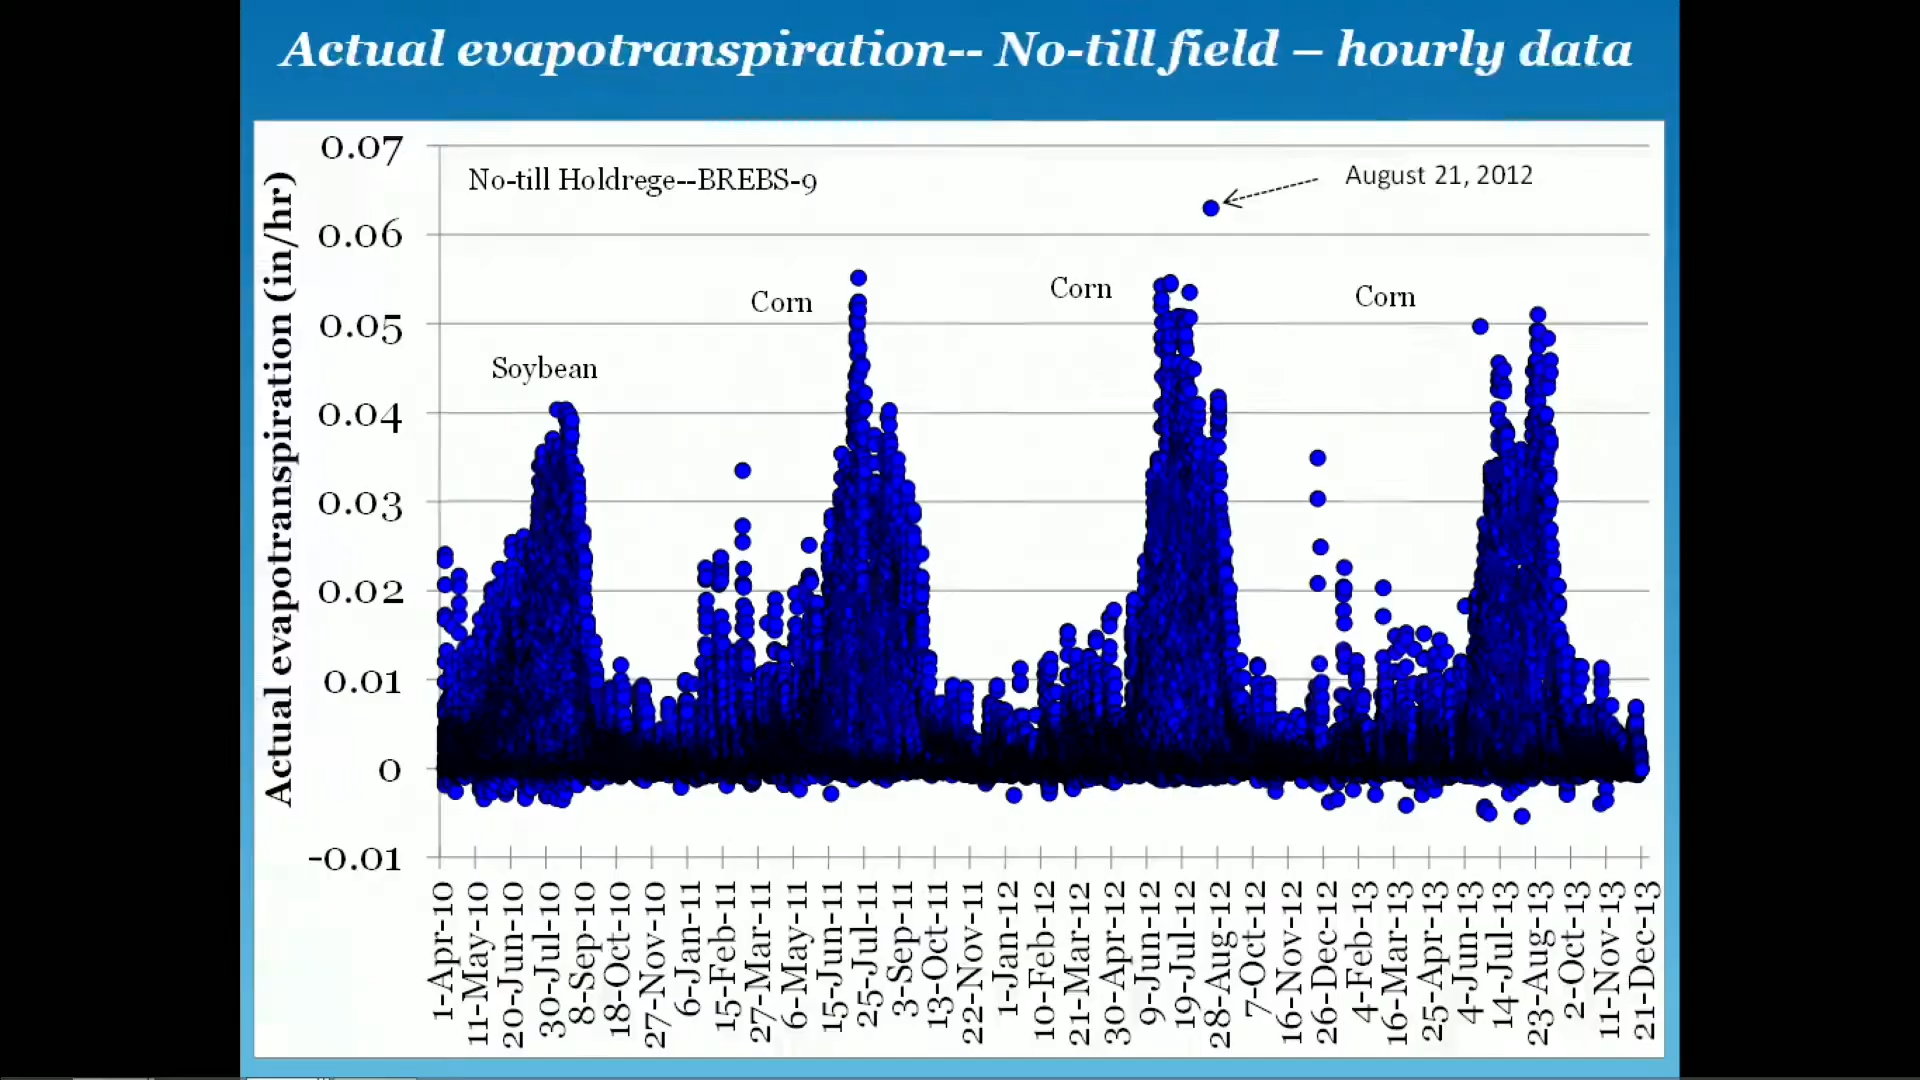 Actual evapotranspiration-- No-till field – hourly data
Actual evapotranspiration (in/hr)
0.07
0.06
0.05
0.04
0.03
0.02
0.01
0
-0.01
No-till Holdrege--BREBS-9
August 21, 2012
Soybean
Corn
Corn
Corn
1-Apr-10
11-May-10
20-Jun-10
30-Jul-10
8-Sep-10
18-Oct-10
27-Nov-10
6-Jan-11
15-Feb-11
27-Mar-11
6-May-11
15-Jun-11
25-Jul-11
3-Sep-11
13-Oct-11
22-Nov-11
1-Jan-12
10-Feb-12
21-Mar-12
30-Apr-12
9-Jun-12
19-Jul-12
28-Aug-12
7-Oct-12
16-Nov-12
26-Dec-12
4-Feb-13
16-Mar-13
25-Apr-13
4-Jun-13
14-Jul-13
23-Aug-13
2-Oct-13
11-Nov-13
21-Dec-13